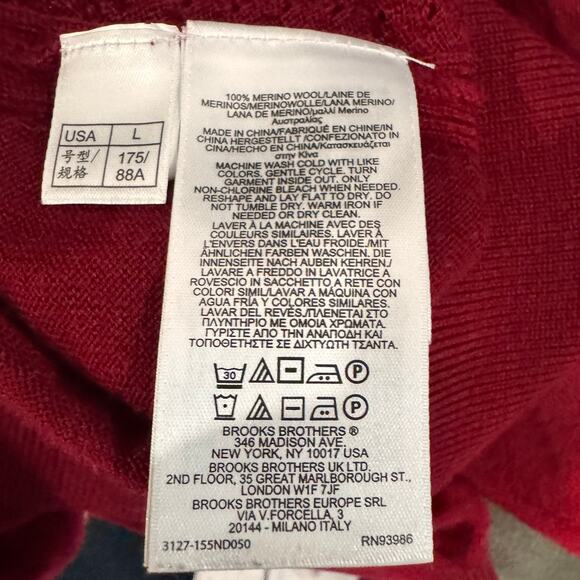 USA L
号型/规格 175/88A
100% MERINO WOOL/LAINE DE
MERINOS/MERINOWOLLE/LANA MERINO/
LANA DE MERINO/μαλλί Merino
Αυστραλίας
MADE IN CHINA/FABRIQUÉ EN CHINE/IN
CHINA HERGESTELLT /CONFEZIONATO IN
CINA/HECHO EN CHINA/Κατασκευάζεται
στην Κίνα
MACHINE WASH COLD WITH LIKE
COLORS. GENTLE CYCLE. TURN
GARMENT INSIDE OUT. ONLY
NON-CHLORINE BLEACH WHEN NEEDED.
RESHAPE AND LAY FLAT TO DRY. DO
NOT TUMBLE DRY. WARM IRON IF
NEEDED OR DRY CLEAN.
LAVER À LA MACHINE AVEC DES
COULEURS SIMILAIRES. LAVER À
L'ENVERS DANS L'EAU FROIDE./MIT
ÄHNLICHEN FARBEN WASCHEN. DIE
INNENSEITE NACH AUßEN KEHREN./
LAVARE A FREDDO IN LAVATRICE A
ROVESCIO IN SACCHETTO A RETE CON
COLORI SIMIL/LAVAR A MÁQUINA CON
AGUA FRÍA Y COLORES SIMILARES.
LAVAR DEL REVÉS./ΠΛΕΝΕΤΑΙ ΣΤΟ
ΠΛΥΝΤΗΡΙΟ ΜΕ ΟΜΟΙΑ ΧΡΩΜΑΤΑ.
ΓΥΡΙΣΤΕ ΑΠΟ ΤΗΝ ΑΝΑΠΟΔΗ ΚΑΙ
ΤΟΠΟΘΕΤΗΣΤΕ ΣΕ ΔΙΧΤΥΩΤΗ ΤΣΑΝΤΑ.
30 P
P
BROOKS BROTHERS ®
346 MADISON AVE.
NEW YORK, NY 10017 USA
BROOKS BROTHERS UK LTD.
2ND FLOOR, 35 GREAT MARLBOROUGH ST.,
LONDON W1F 7JF
BROOKS BROTHERS EUROPE SRL
VIA V.FORCELLA, 3
20144 - MILANO ITALY
3127-155ND050 RN93986